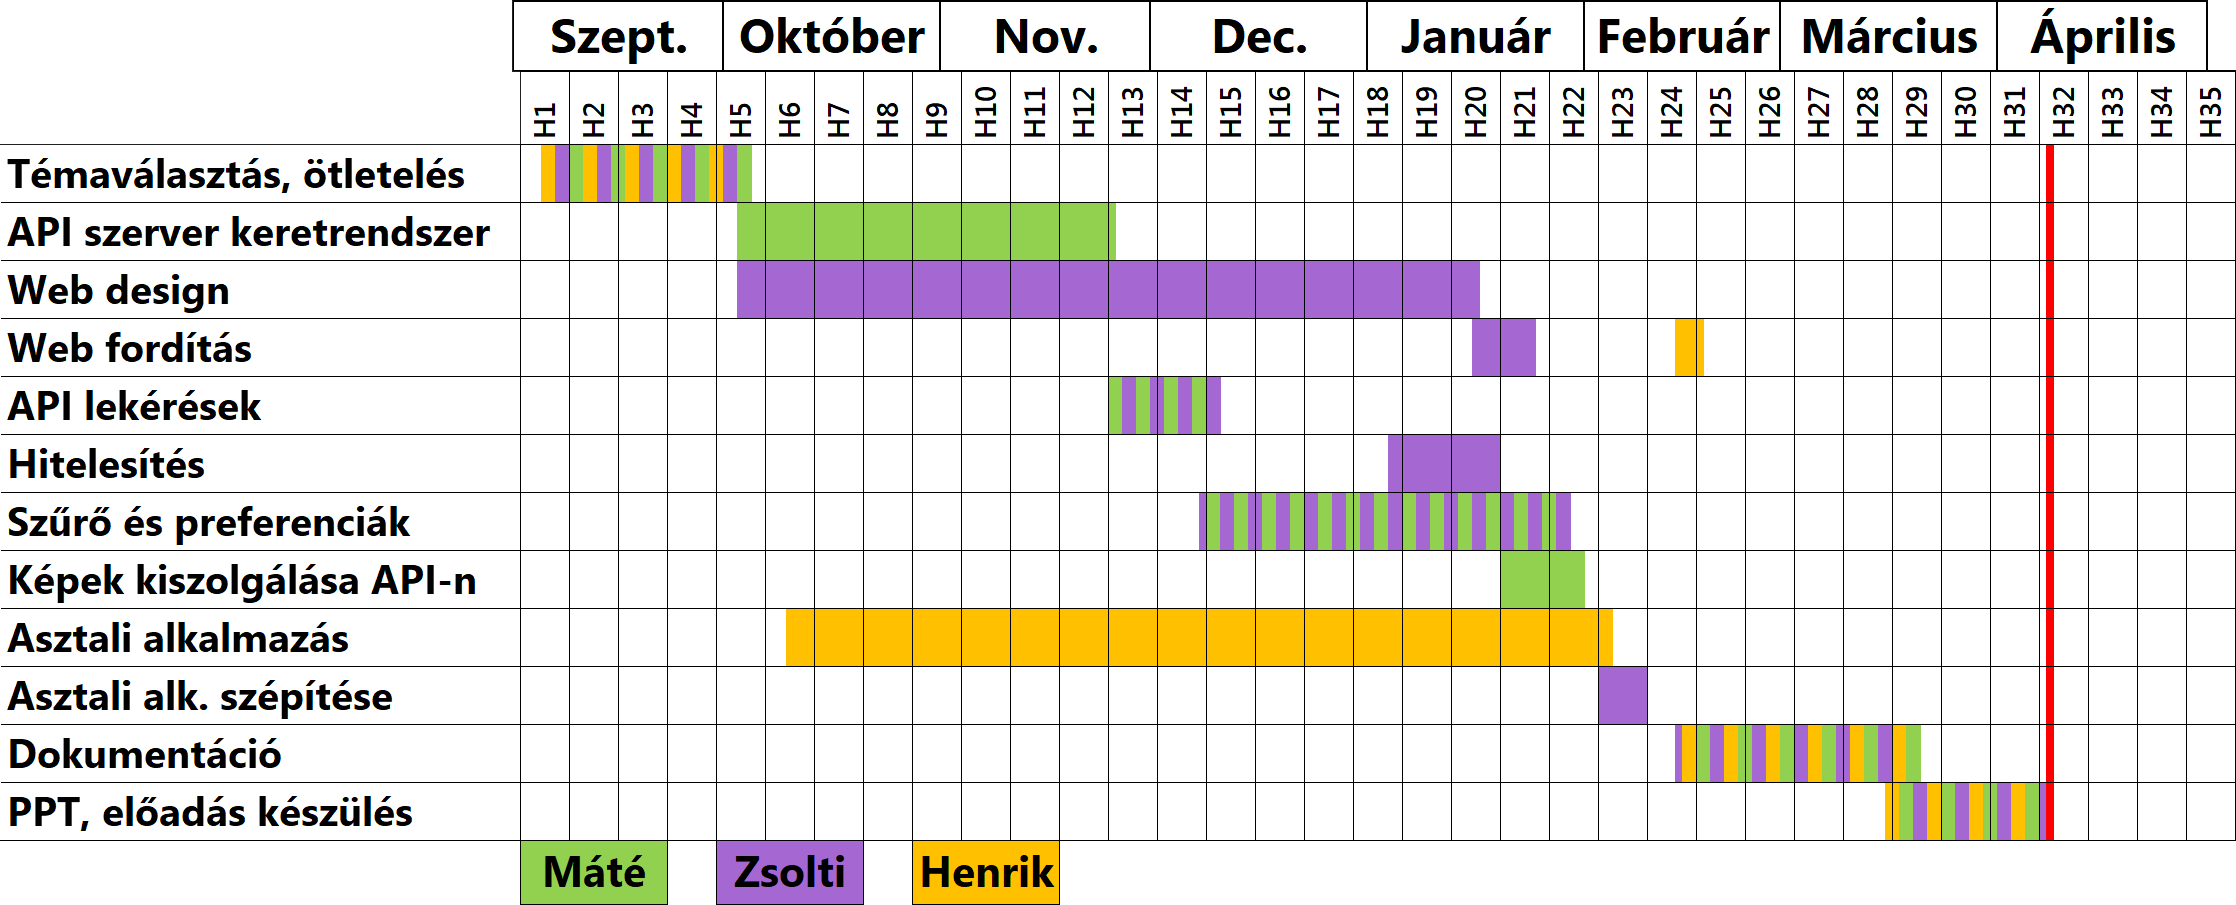 Szept. Október Nov. Dec. Január Február Március Április
H1 H2 H3 H4 H5 H6 H7 H8 H9 H10 H11 H12 H13 H14 H15 H16 H17 H18 H19 H20 H21 H22 H23 H24 H25 H26 H27 H28 H29 H30 H31 H32 H33 H34 H35
Témaválasztás, ötletelés
API szerver keretrendszer
Web design
Web fordítás
API lekérések
Hitelesítés
Szűrő és preferenciák
Képek kiszolgálása API-n
Asztali alkalmazás
Asztali alk. szépítése
Dokumentáció
PPT, előadás készülés
Máté Zsolti Henrik